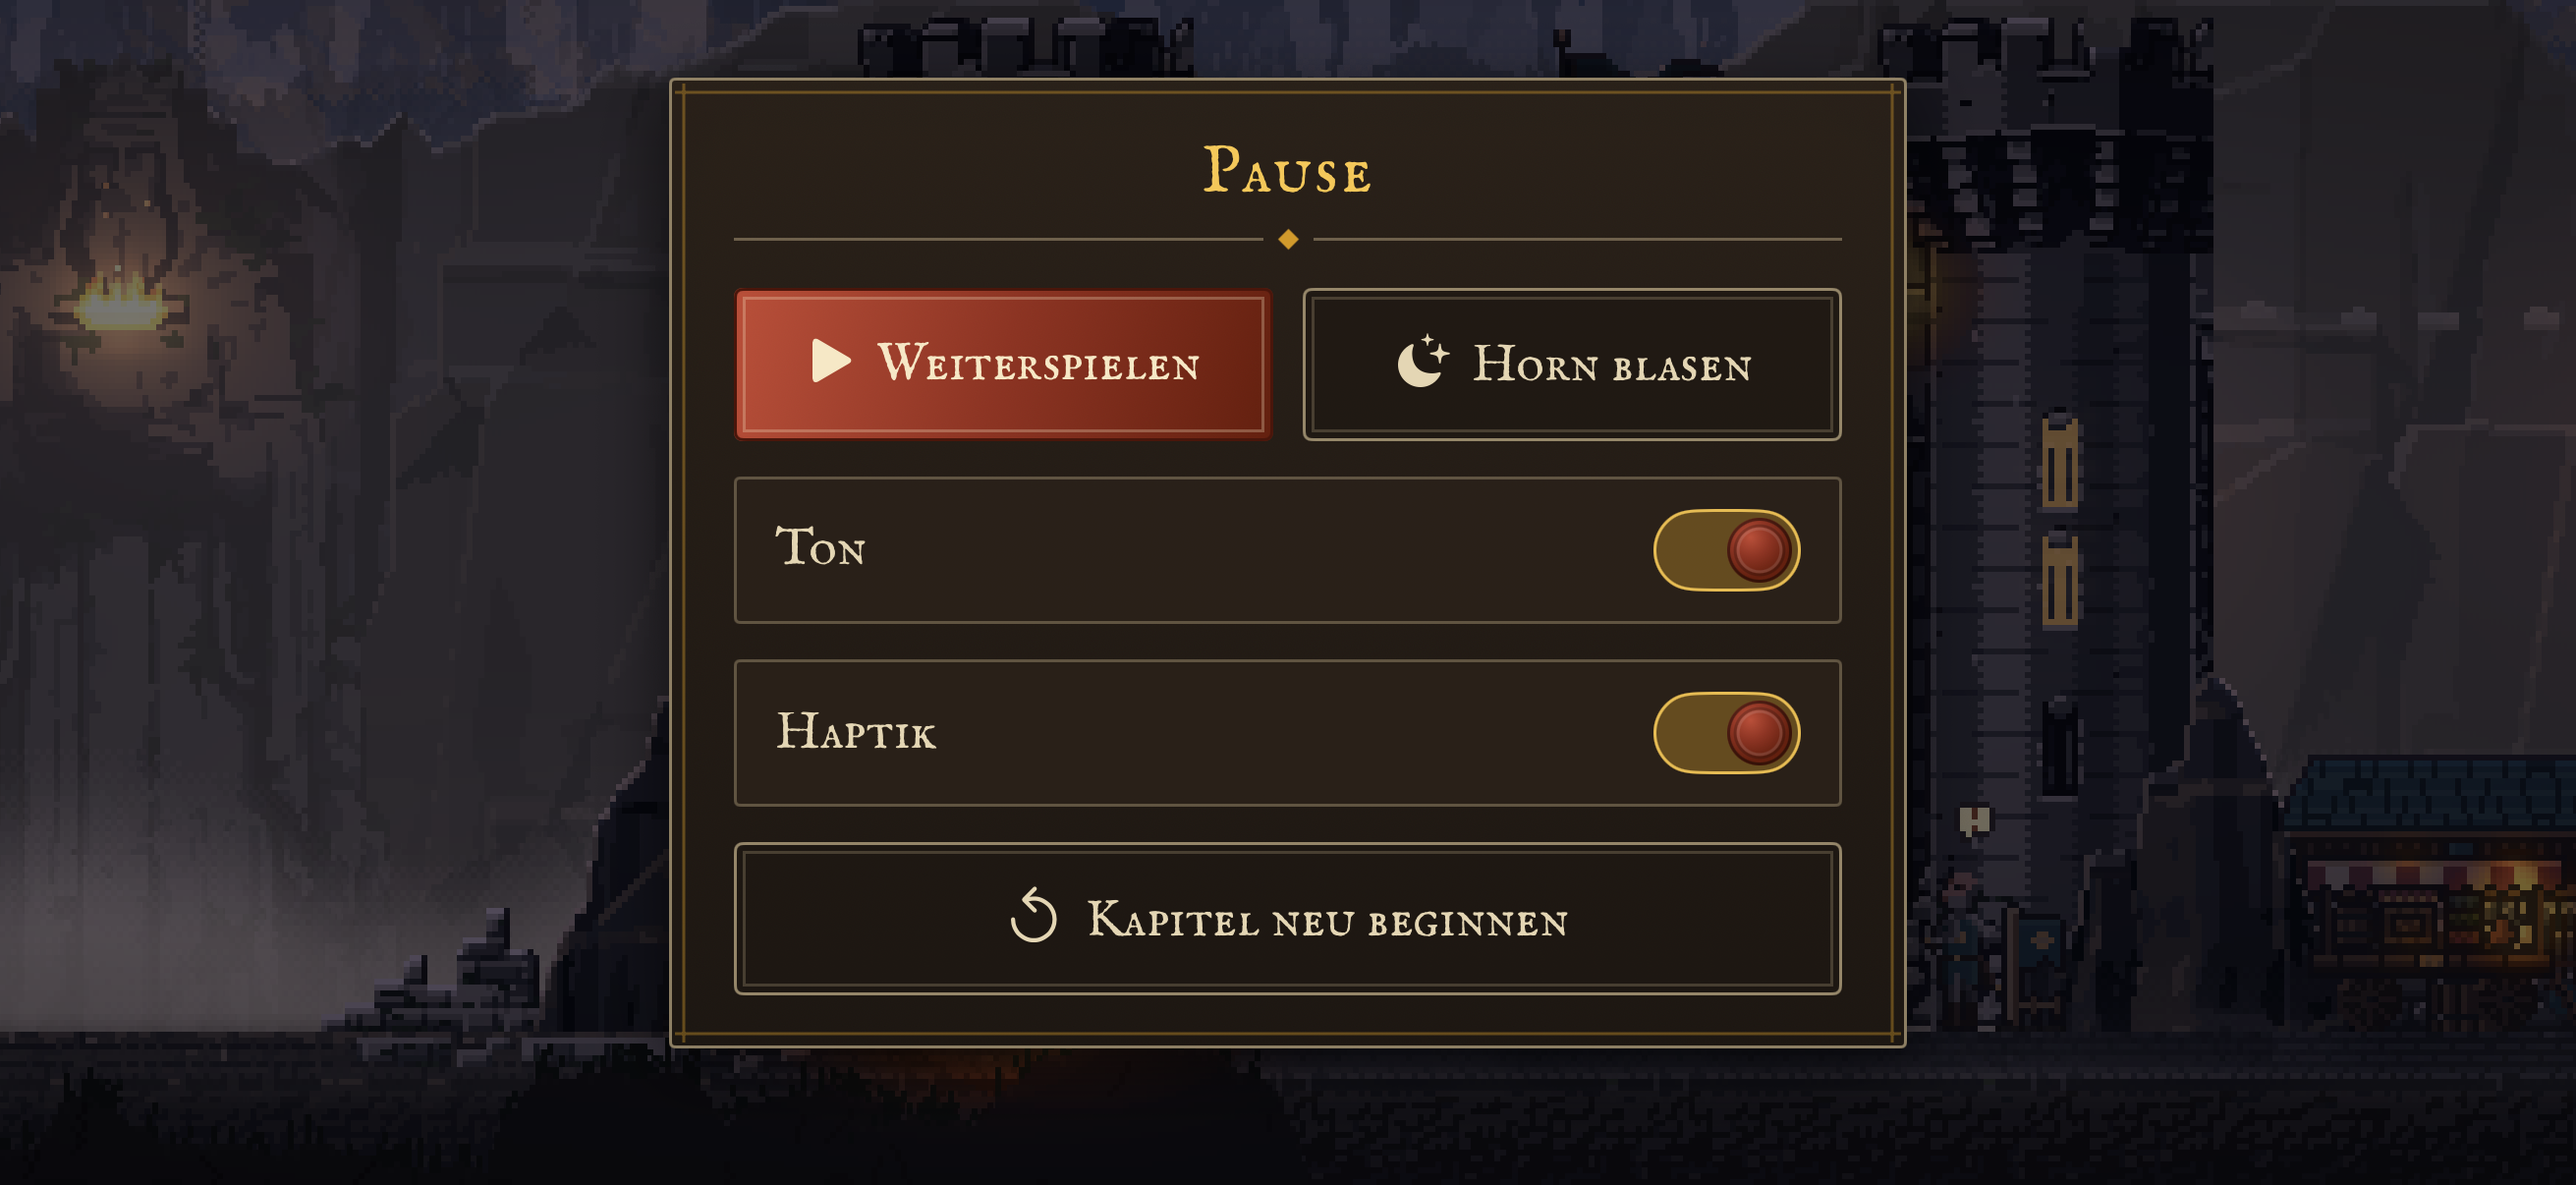 Pause
Weiterspielen
Horn blasen
Ton
Haptik
Kapitel neu beginnen